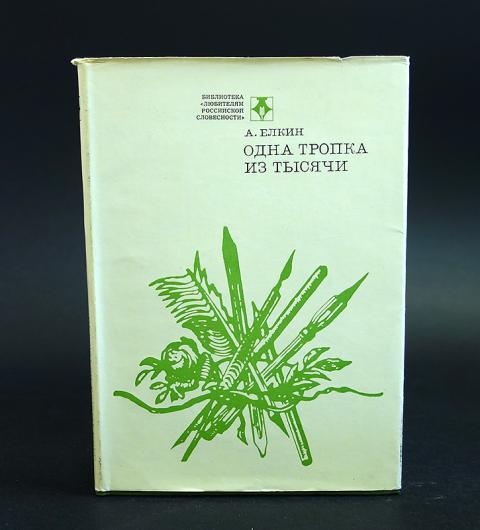 БИБЛИОТЕКА
«ЛЮБИТЕЛЯМ
РОССИЙСКОЙ
СЛОВЕСНОСТИ»
А. ЕЛКИН
ОДНА ТРОПКА
ИЗ ТЫСЯЧИ